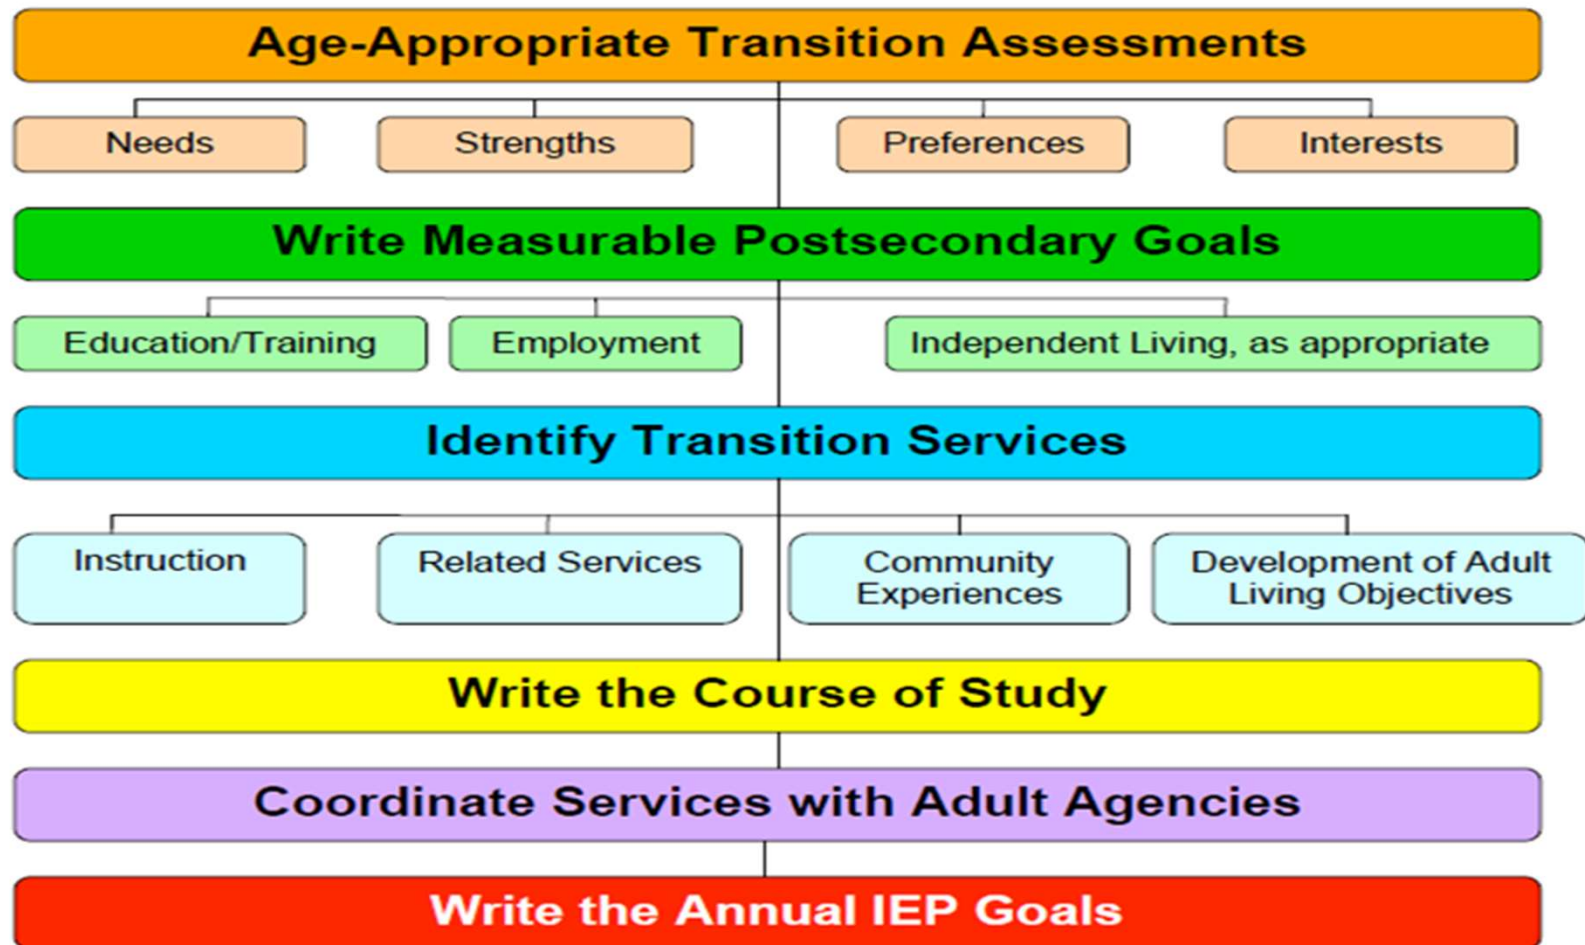 Age-Appropriate Transition Assessments
Needs
Strengths
Preferences
Interests
Write Measurable Postsecondary Goals
Education/Training
Employment
Independent Living, as appropriate
Identify Transition Services
Instruction
Related Services
Community
Experiences
Development of Adult
Living Objectives
Write the Course of Study
Coordinate Services with Adult Agencies
Write the Annual IEP Goals